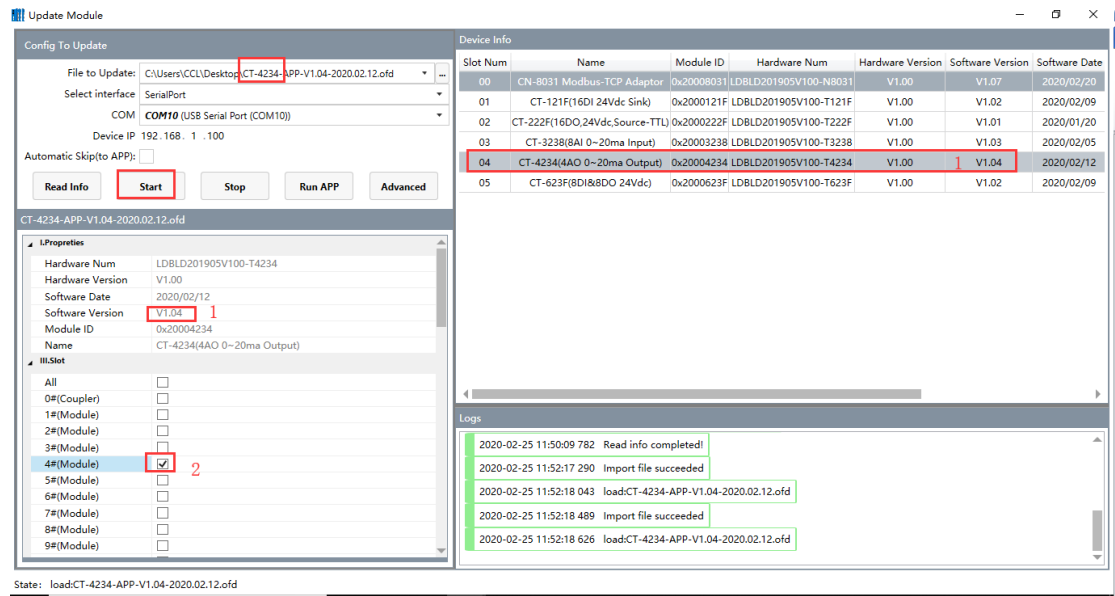 Update Module
Config To Update
File to Update: C:\Users\CCL\Desktop\CT-4234-APP-V1.04-2020.02.12.ofd ...
Select interface SerialPort
COM COM10 (USB Serial Port (COM10))
Device IP 192.168. 1 .100
Automatic Skip(to APP):
Read Info Start Stop Run APP Advanced
CT-4234-APP-V1.04-2020.02.12.ofd
I.Propreties
Hardware Num LDBLD201905V100-T4234
Hardware Version V1.00
Software Date 2020/02/12
Software Version V1.04 1
Module ID 0x20004234
Name CT-4234(4AO 0~20ma Output)
III.Slot
All
0#(Coupler)
1#(Module)
2#(Module)
3#(Module)
4#(Module) 2
5#(Module)
6#(Module)
7#(Module)
8#(Module)
9#(Module)
Device Info
Slot Num Name Module ID Hardware Num Hardware Version Software Version Software Date
00 CN-8031 Modbus-TCP Adaptor 0x20008031 LDBLD201905V100-N8031 V1.00 V1.07 2020/02/20
01 CT-121F(16DI 24Vdc Sink) 0x2000121F LDBLD201905V100-T121F V1.00 V1.02 2020/02/09
02 CT-222F(16DO,24Vdc,Source-TTL) 0x2000222F LDBLD201905V100-T222F V1.00 V1.01 2020/01/20
03 CT-3238(8AI 0~20ma Input) 0x20003238 LDBLD201905V100-T3238 V1.00 V1.03 2020/02/05
04 CT-4234(4AO 0~20ma Output) 0x20004234 LDBLD201905V100-T4234 V1.00 1 V1.04 2020/02/12
05 CT-623F(8DI&8DO 24Vdc) 0x2000623F LDBLD201905V100-T623F V1.00 V1.02 2020/02/09
Logs
2020-02-25 11:50:09 782 Read info completed!
2020-02-25 11:52:17 290 Import file succeeded
2020-02-25 11:52:18 043 load:CT-4234-APP-V1.04-2020.02.12.ofd
2020-02-25 11:52:18 489 Import file succeeded
2020-02-25 11:52:18 626 load:CT-4234-APP-V1.04-2020.02.12.ofd
State: load:CT-4234-APP-V1.04-2020.02.12.ofd